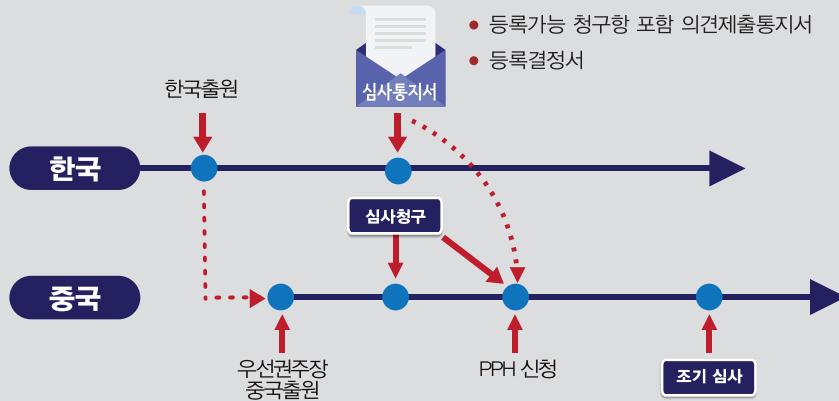 • 등록가능 청구항 포함 의견제출통지서
• 등록결정서
심사통지서
한국출원
한국
심사청구
중국
우선권주장
중국출원
PPH 신청
조기 심사